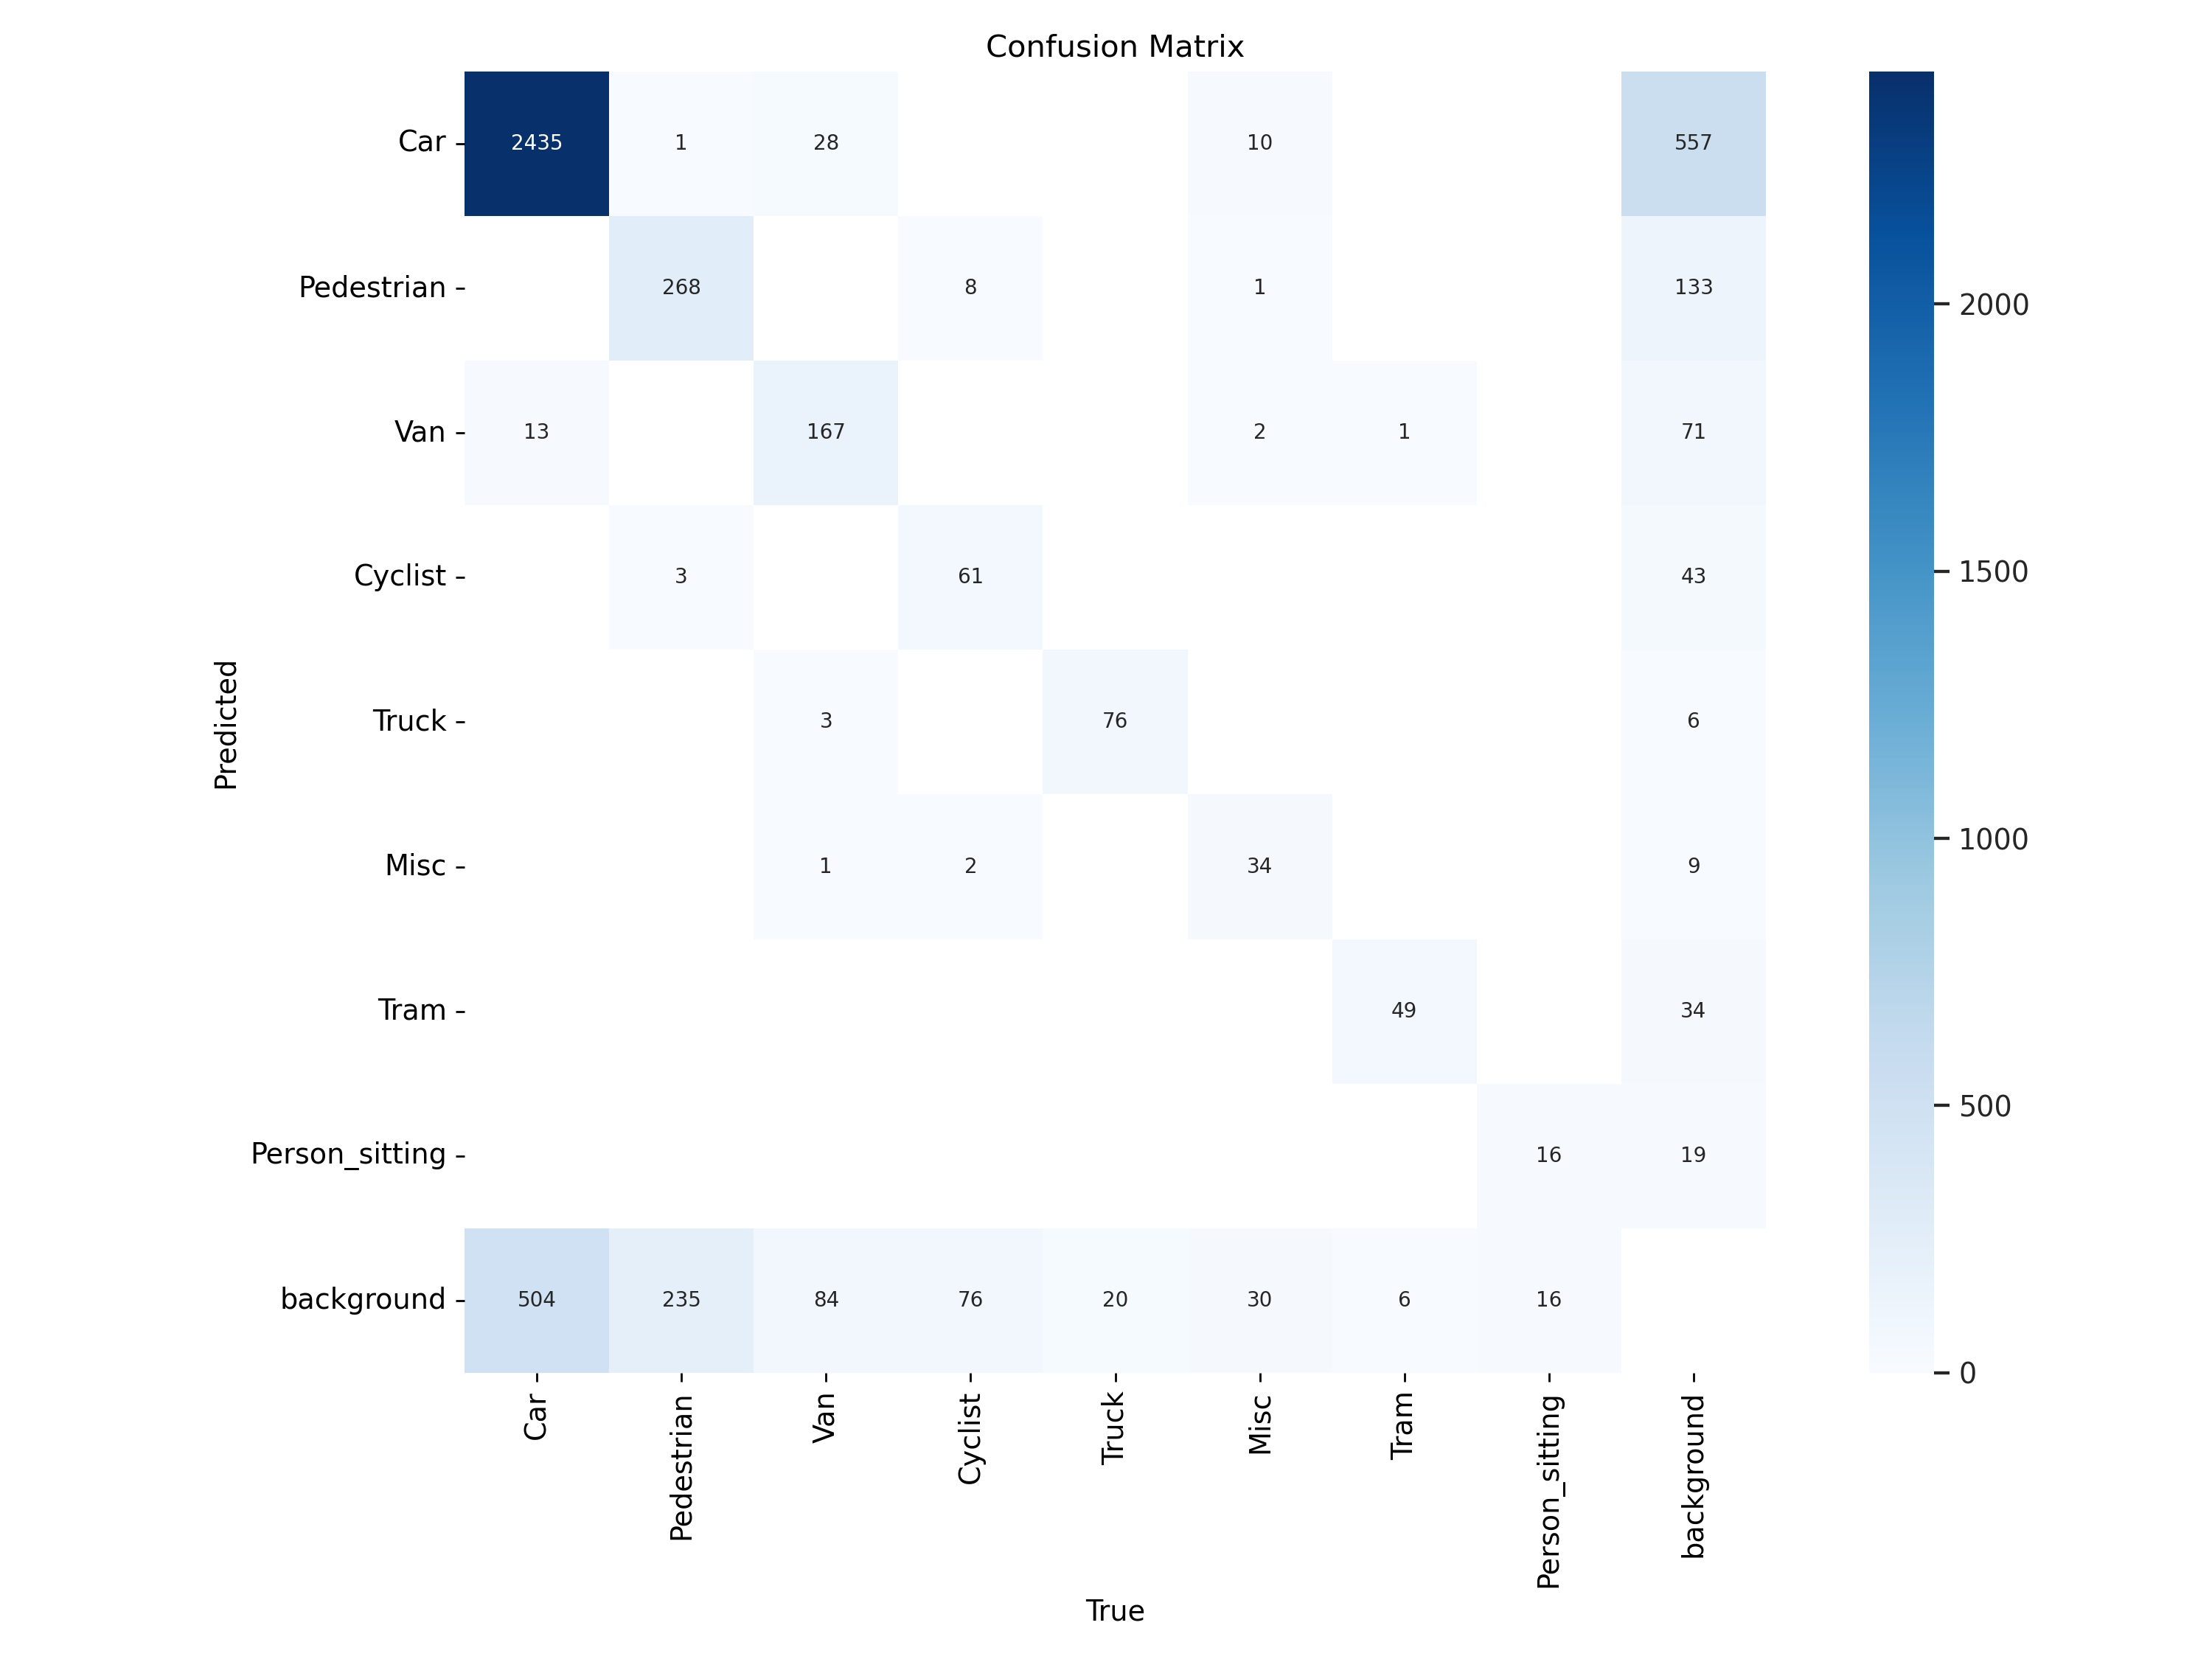 Confusion Matrix
Car 2435 1 28 10 557
Pedestrian 268 8 1 133
2000
Van 13 167 2 1 71
Cyclist 3 61 43
1500
Predicted
Truck 3 76 6
1000
Misc 1 2 34 9
Tram 49 34
500
Person_sitting 16 19
background 504 235 84 76 20 30 6 16
0
Car Pedestrian Van Cyclist Truck Misc Tram Person_sitting background
True